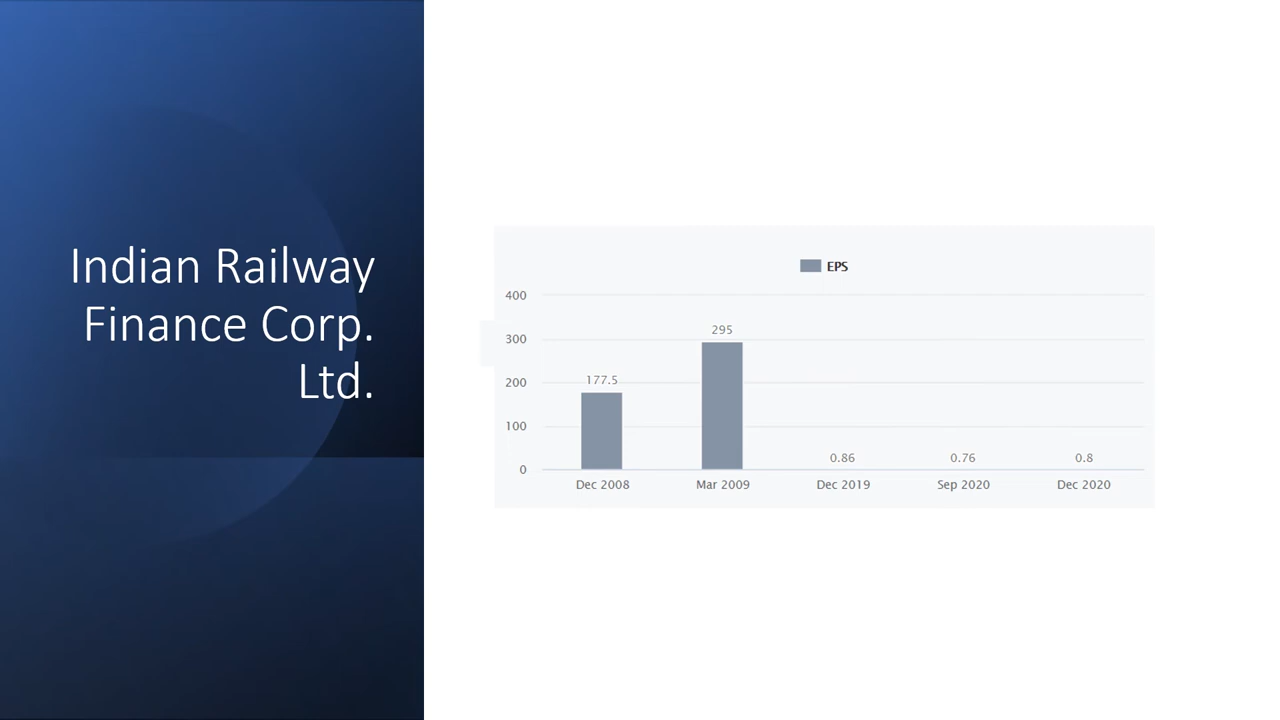 Indian Railway
Finance Corp.
Ltd.
EPS
400
300
200
100
0
177.5
295
0.86
0.76
0.8
Dec 2008
Mar 2009
Dec 2019
Sep 2020
Dec 2020